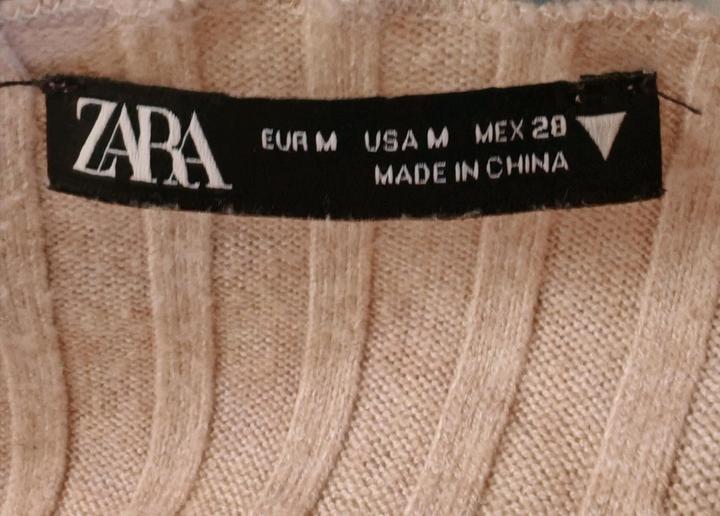 ZARA EUR M USA M MEX 28
MADE IN CHINA